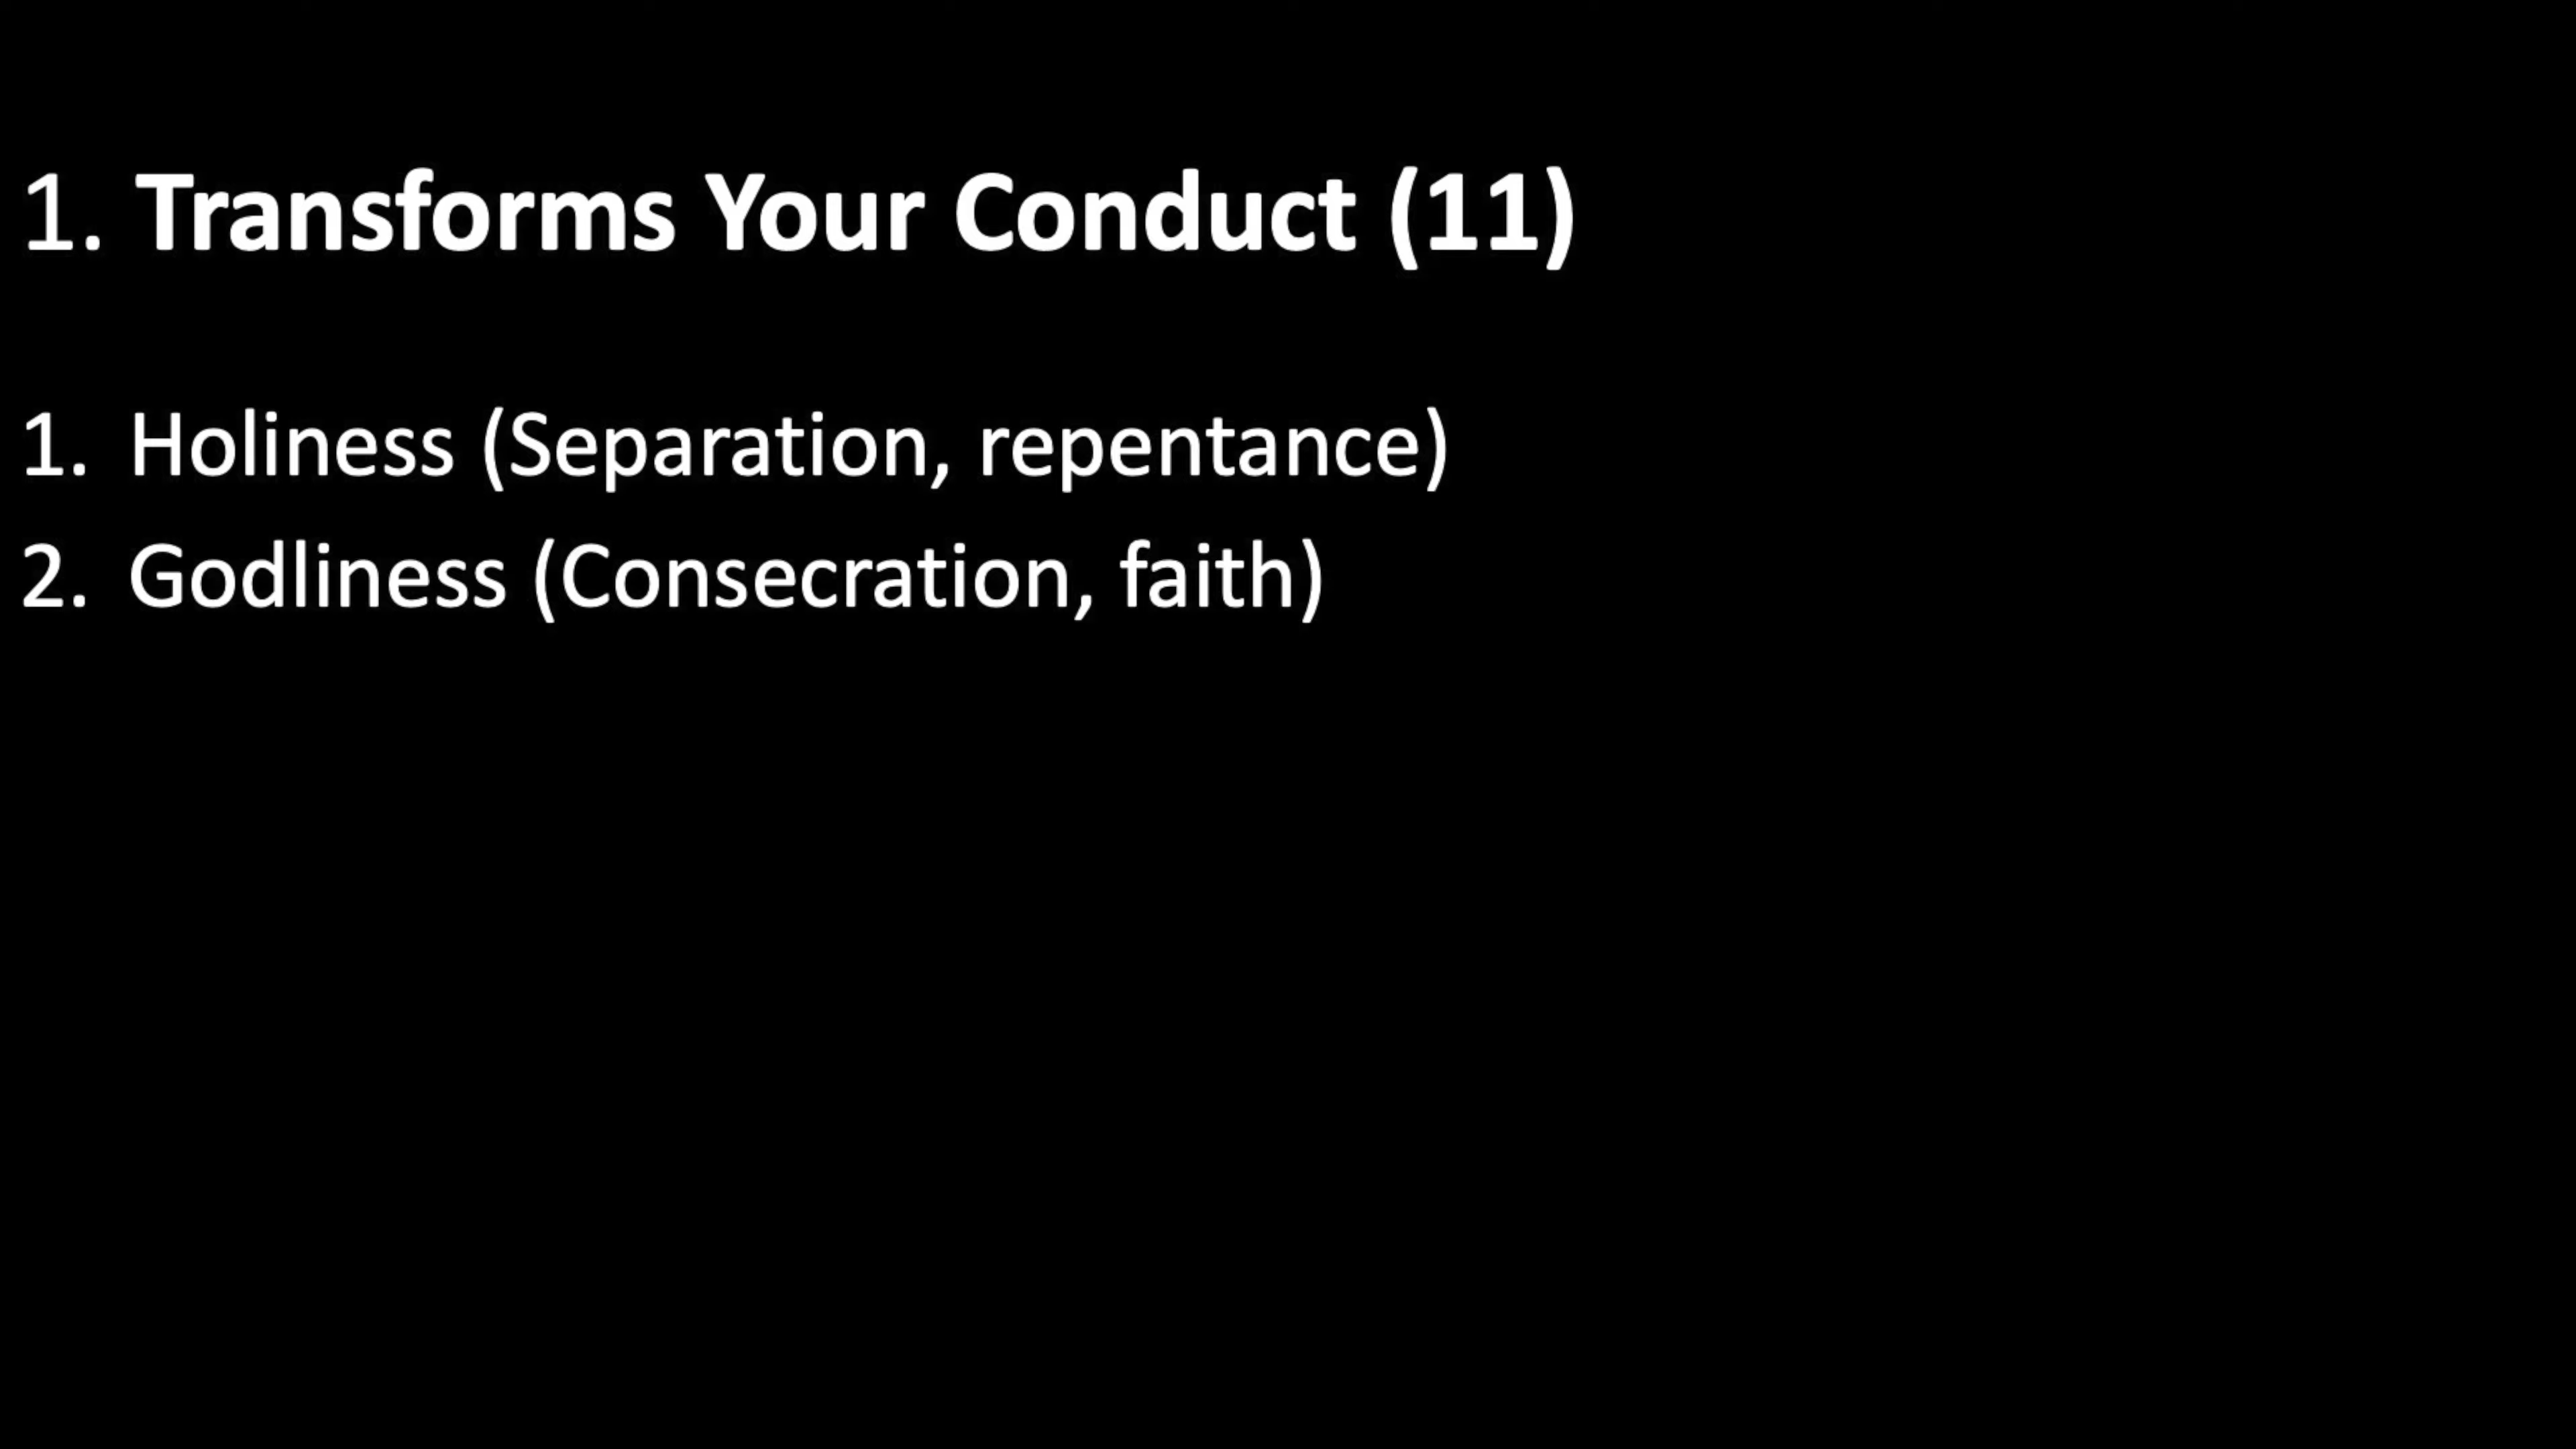 1. Transforms Your Conduct (11)
1. Holiness (Separation, repentance)
2. Godliness (Consecration, faith)